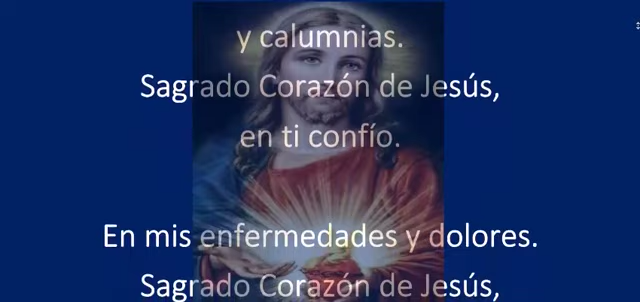 y calumnias.
Sagrado Corazón de Jesús,
en ti confío.
En mis enfermedades y dolores.
Sagrado Corazón de Jesús,